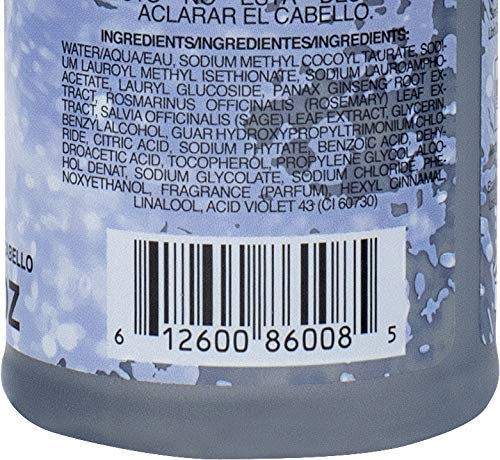 ACLARAR EL CABELLO.
INGREDIENTS/INGREDIENTES/INGREDIENTS:
WATER/AQUA/EAU, SODIUM METHYL COCOYL TAURATE, SODI-
UM LAUROYL METHYL ISETHIONATE, SODIUM LAUROAMPHO-
ACETATE, LAURYL GLUCOSIDE, PANAX GINSENG ROOT EX-
TRACT, ROSMARINUS OFFICINALIS (ROSEMARY) LEAF EX-
TRACT, SALVIA OFFICINALIS (SAGE) LEAF EXTRACT, GLYCERIN,
BENZYL ALCOHOL, GUAR HYDROXYPROPYLTRIMONIUM CHLO-
RIDE, CITRIC ACID, SODIUM PHYTATE, BENZOIC ACID, DEHY-
DROACETIC ACID, TOCOPHEROL, PROPYLENE GLYCOL, ALCO-
HOL DENAT, SODIUM GLYCOLATE, SODIUM CHLORIDE, PHE-
NOXYETHANOL, FRAGRANCE (PARFUM), HEXYL CINNAMAL,
LINALOOL, ACID VIOLET 43 (CI 60730)
CABELLO
OZ
6 12600 86008 5